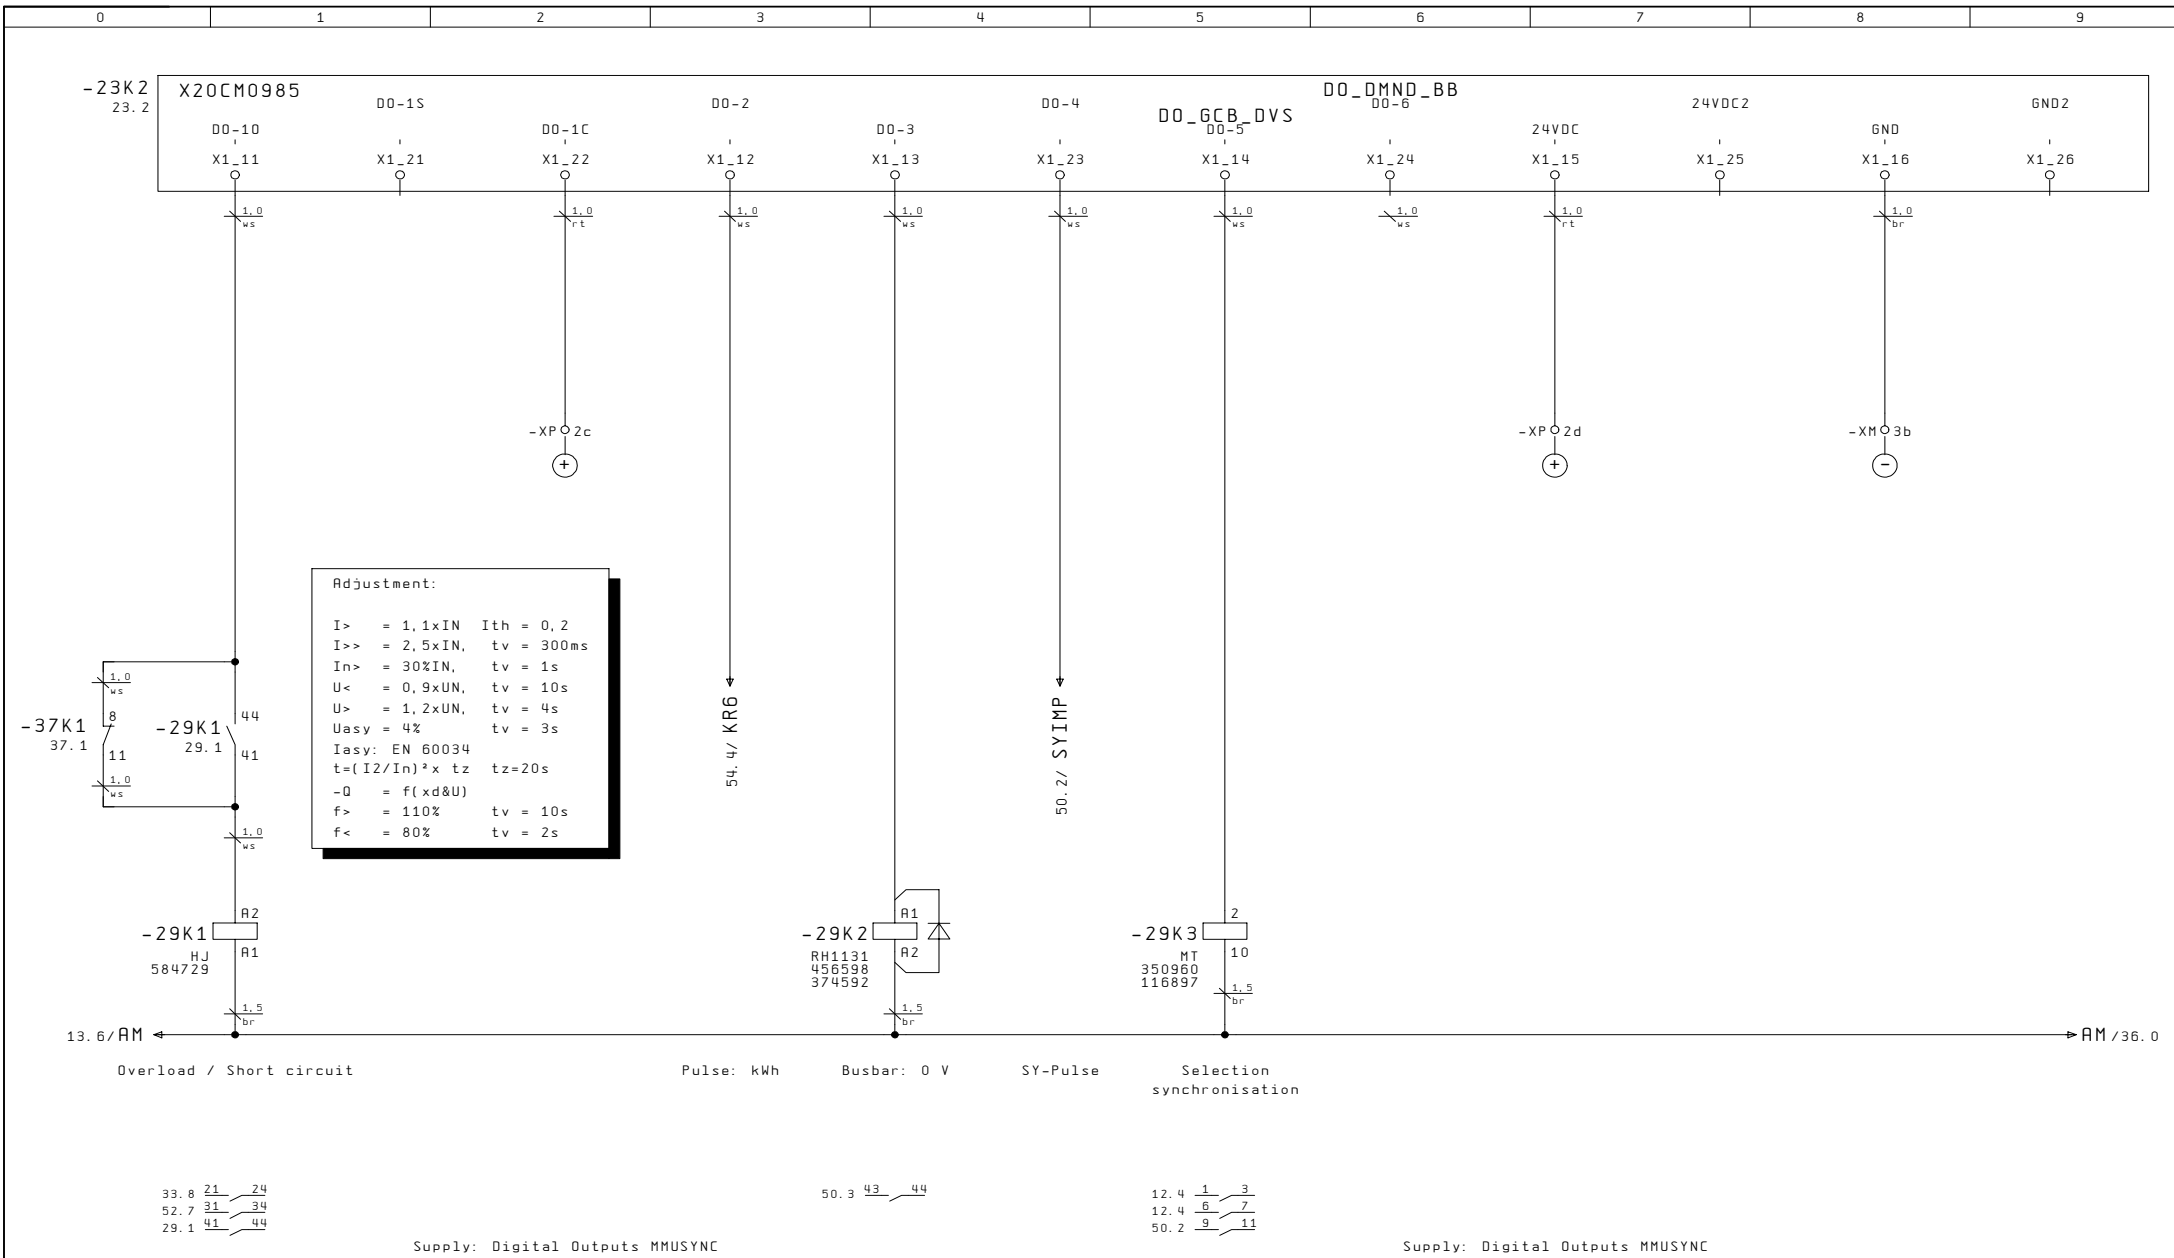 0 1 2 3 4 5 6 7 8 9
-23K2 X20CM0985 DO_DMND_BB
23.2 DO-1S DO-2 DO-4 DO_GCB_DVS DO-6 24VDC2 GND2
DO-1O DO-1C DO-3 DO-5 24VDC GND
X1_11 X1_21 X1_22 X1_12 X1_13 X1_23 X1_14 X1_24 X1_15 X1_25 X1_16 X1_26
1,0 1,0 1,0 1,0 1,0 1,0 1,0 1,0 1,0
ws rt ws ws ws ws ws rt br
-XP 2c -XP 2d -XM 3b
+ + -
Adjustment:
I> = 1,1xIN Ith = 0,2
I>> = 2,5xIN, tv = 300ms
In> = 30%IN, tv = 1s
U< = 0,9xUN, tv = 10s
U> = 1,2xUN, tv = 4s
Uasy = 4% tv = 3s
Iasy: EN 60034
t=(I2/In)²x tz tz=20s
-Q = f(xd&U)
f> = 110% tv = 10s
f< = 80% tv = 2s
1,0
ws
-37K1 8
37.1 11
1,0
ws
-29K1 44
29.1 41
1,0
ws
54.4/ KR6
50.2/ SYIMP
A2
-29K1
HJ A1
584729
1,5
br
A1
-29K2
RH1131 A2
456598
374592
1,5
br
2
-29K3
MT 10
350960
116897
1,5
br
13.6/AM AM/36.0
Overload / Short circuit Pulse: kWh Busbar: 0 V SY-Pulse Selection
synchronisation
33.8 21 24
52.7 31 34
29.1 41 44
50.3 43 44
12.4 1 3
12.4 6 7
50.2 9 11
Supply: Digital Outputs MMUSYNC Supply: Digital Outputs MMUSYNC